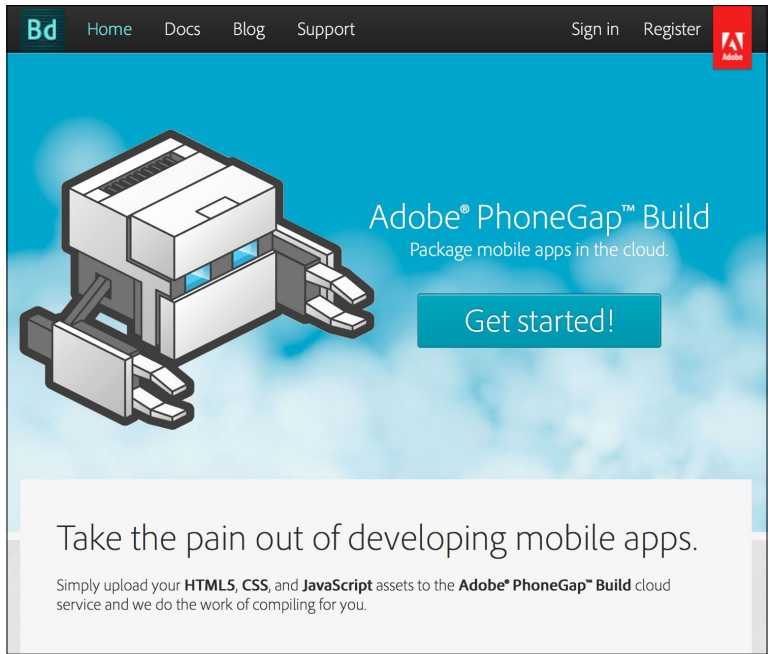 Bd Home Docs Blog Support Sign in Register
Adobe
Adobe® PhoneGap™ Build
Package mobile apps in the cloud.
Get started!
Take the pain out of developing mobile apps.
Simply upload your HTML5, CSS, and JavaScript assets to the Adobe® PhoneGap™ Build cloud
service and we do the work of compiling for you.